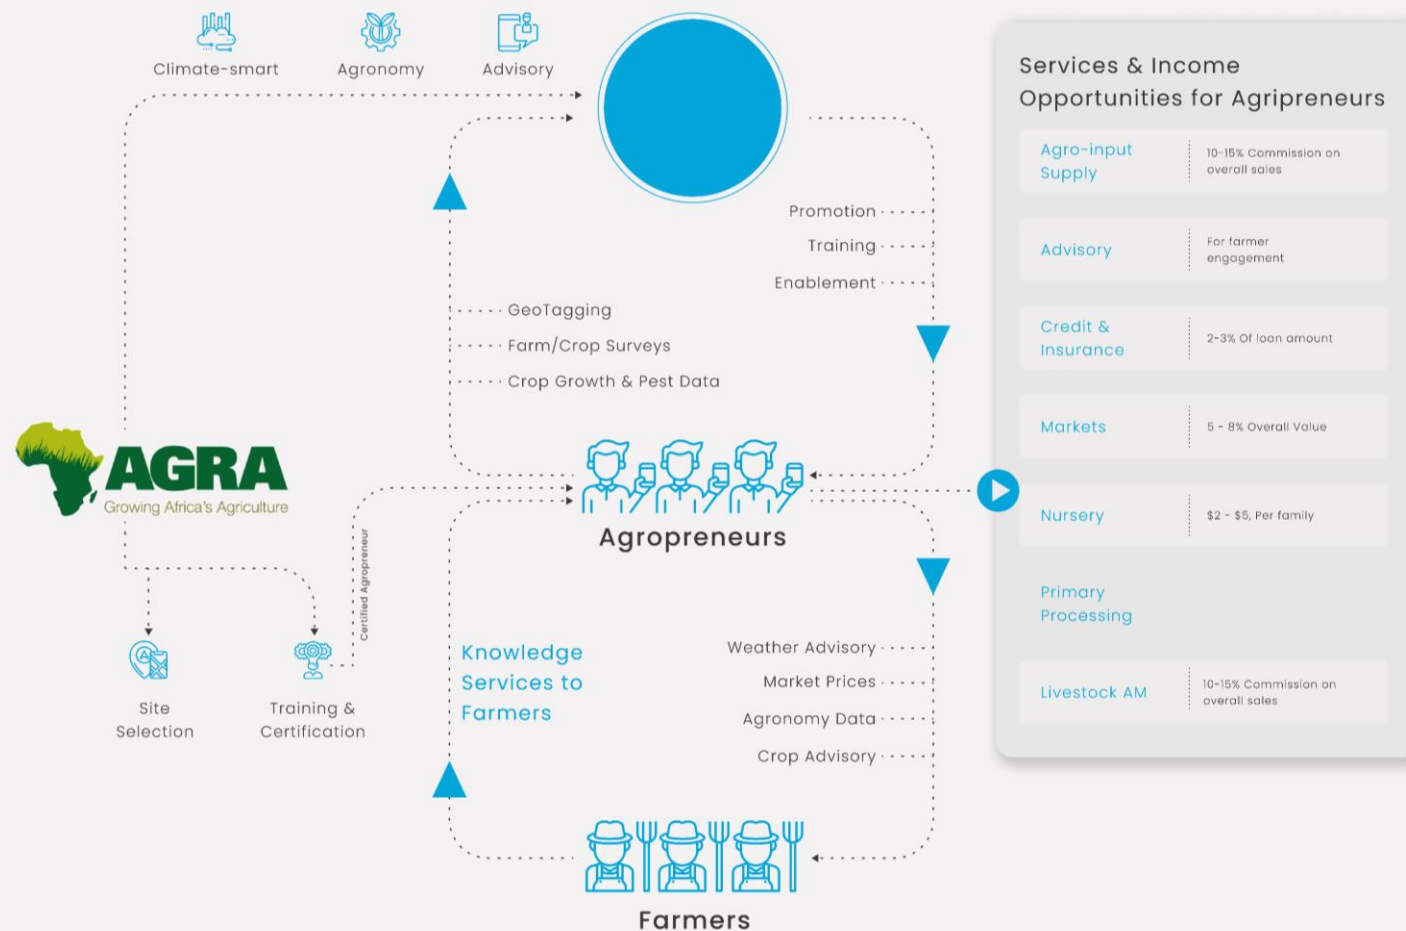 Climate-smart
Agronomy
Advisory
Promotion
Training
Enablement
GeoTagging
Farm/Crop Surveys
Crop Growth & Pest Data
AGRA
Growing Africa's Agriculture
Certified Agropreneur
Agropreneurs
Site
Selection
Training &
Certification
Knowledge
Services to
Farmers
Weather Advisory
Market Prices
Agronomy Data
Crop Advisory
Farmers
Services & Income
Opportunities for Agripreneurs
Agro-input
Supply
10-15% Commission on
overall sales
Advisory
For farmer
engagement
Credit &
Insurance
2-3% Of loan amount
Markets
5 - 8% Overall Value
Nursery
$2 - $5, Per family
Primary
Processing
Livestock AM
10-15% Commission on
overall sales